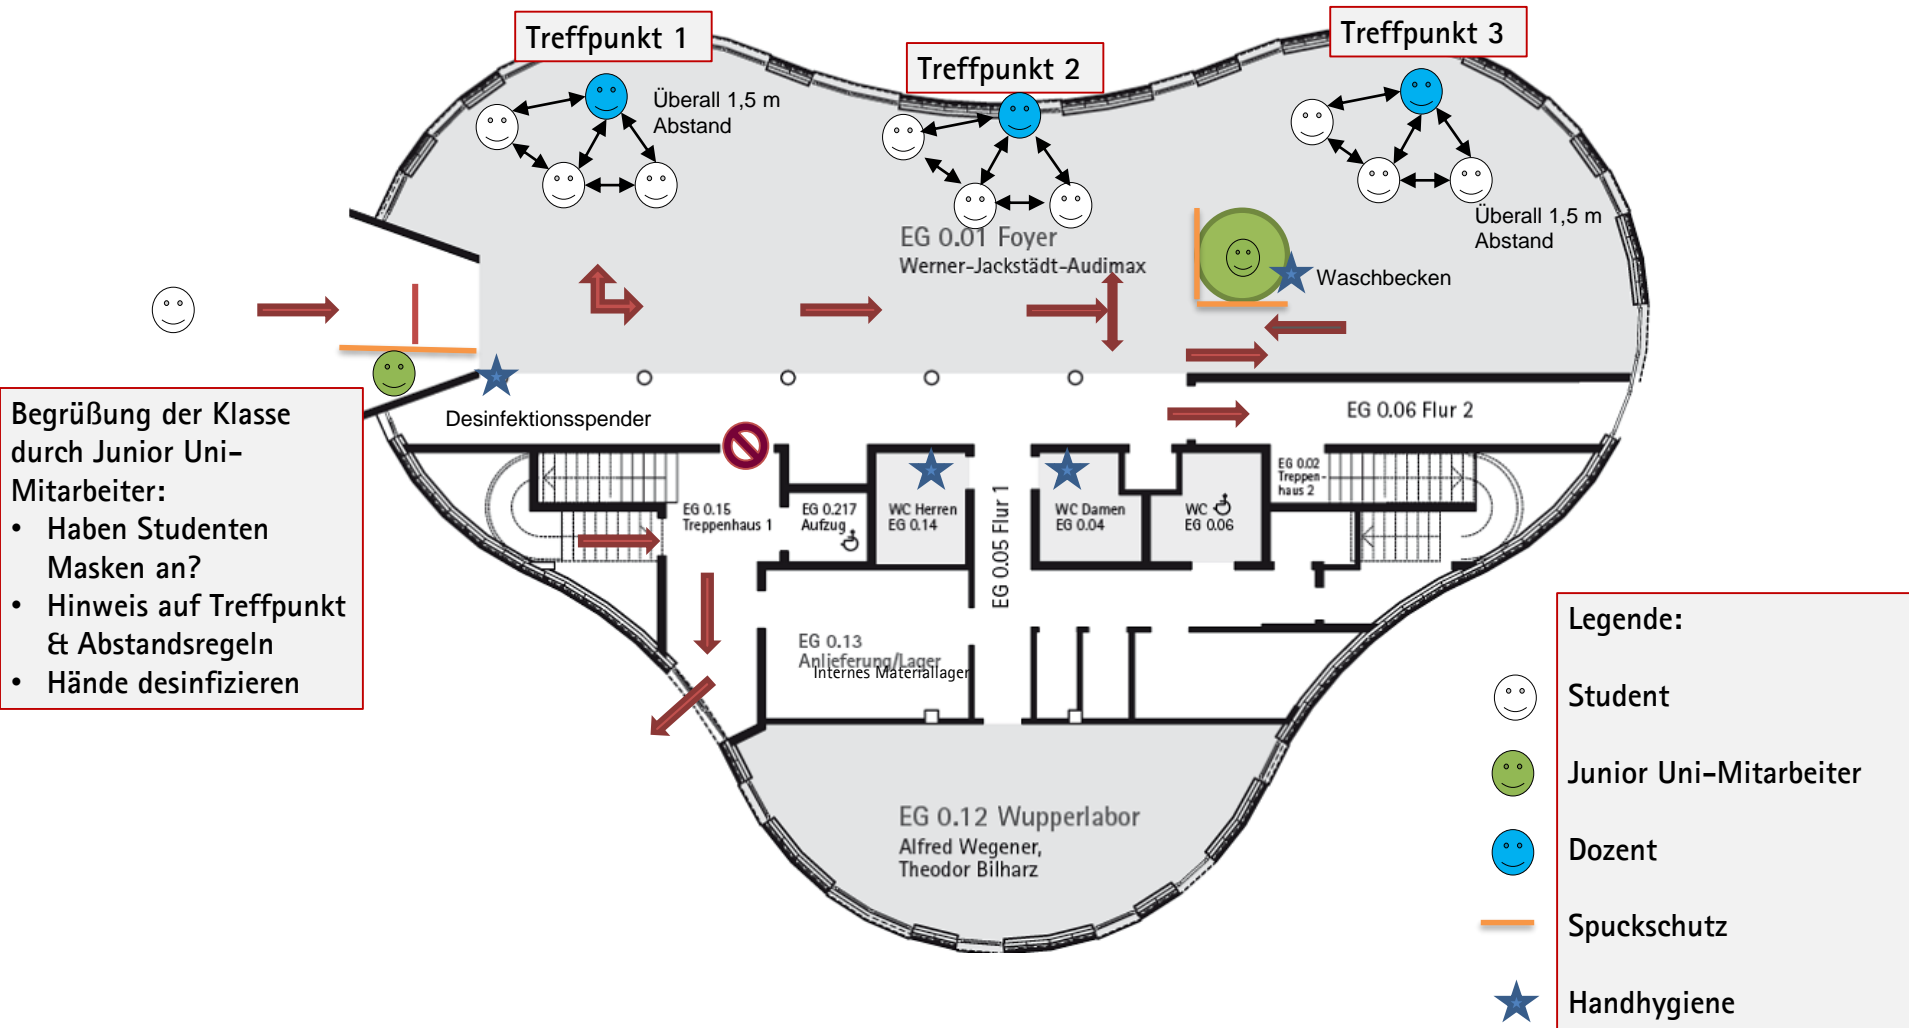 Treffpunkt 1
Treffpunkt 2
Treffpunkt 3
Überall 1,5 m
Abstand
Überall 1,5 m
Abstand
EG 0.01 Foyer
Werner-Jackstädt-Audimax
Waschbecken
Begrüßung der Klasse
durch Junior Uni-
Mitarbeiter:
• Haben Studenten
Masken an?
• Hinweis auf Treffpunkt
& Abstandsregeln
• Hände desinfizieren
Desinfektionsspender
EG 0.06 Flur 2
EG 0.02
Treppen-
haus 2
EG 0.15
Treppenhaus 1
EG 0.217
Aufzug
WC Herren
EG 0.14
EG 0.05 Flur 1
WC Damen
EG 0.04
WC
EG 0.06
EG 0.13
Anlieferung/Lager
Internes Materiallager
EG 0.12 Wupperlabor
Alfred Wegener,
Theodor Bilharz
Legende:
Student
Junior Uni-Mitarbeiter
Dozent
Spuckschutz
Handhygiene